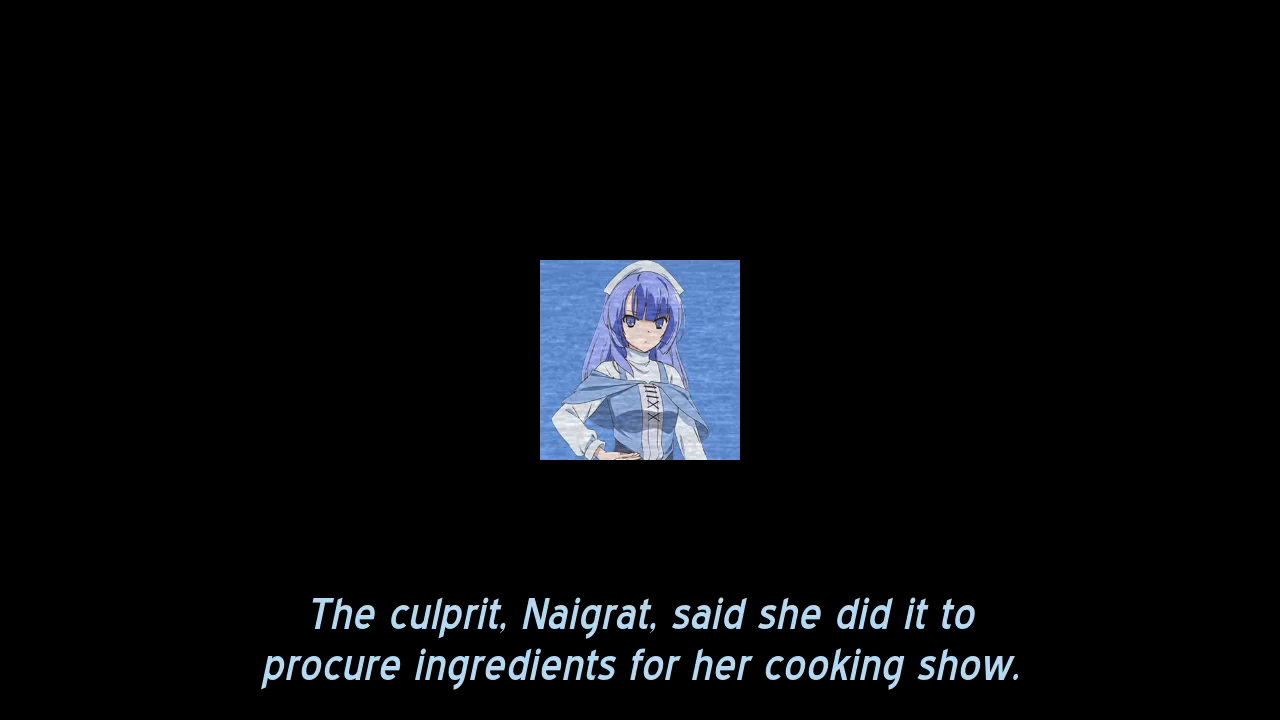 The culprit, Naigrat, said she did it to
procure ingredients for her cooking show.